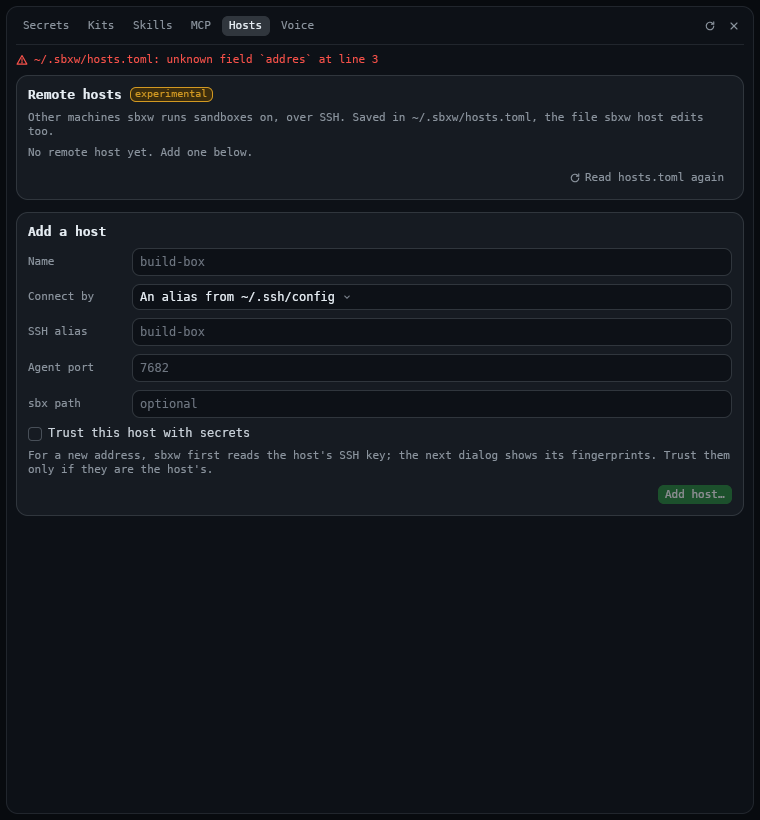 Secrets Kits Skills MCP Hosts Voice
~/.sbxw/hosts.toml: unknown field `addres` at line 3
Remote hosts experimental
Other machines sbxw runs sandboxes on, over SSH. Saved in ~/.sbxw/hosts.toml, the file sbxw host edits
too.
No remote host yet. Add one below.
Read hosts.toml again
Add a host
Name build-box
Connect by An alias from ~/.ssh/config
SSH alias build-box
Agent port 7682
sbx path optional
Trust this host with secrets
For a new address, sbxw first reads the host's SSH key; the next dialog shows its fingerprints. Trust them
only if they are the host's.
Add host…